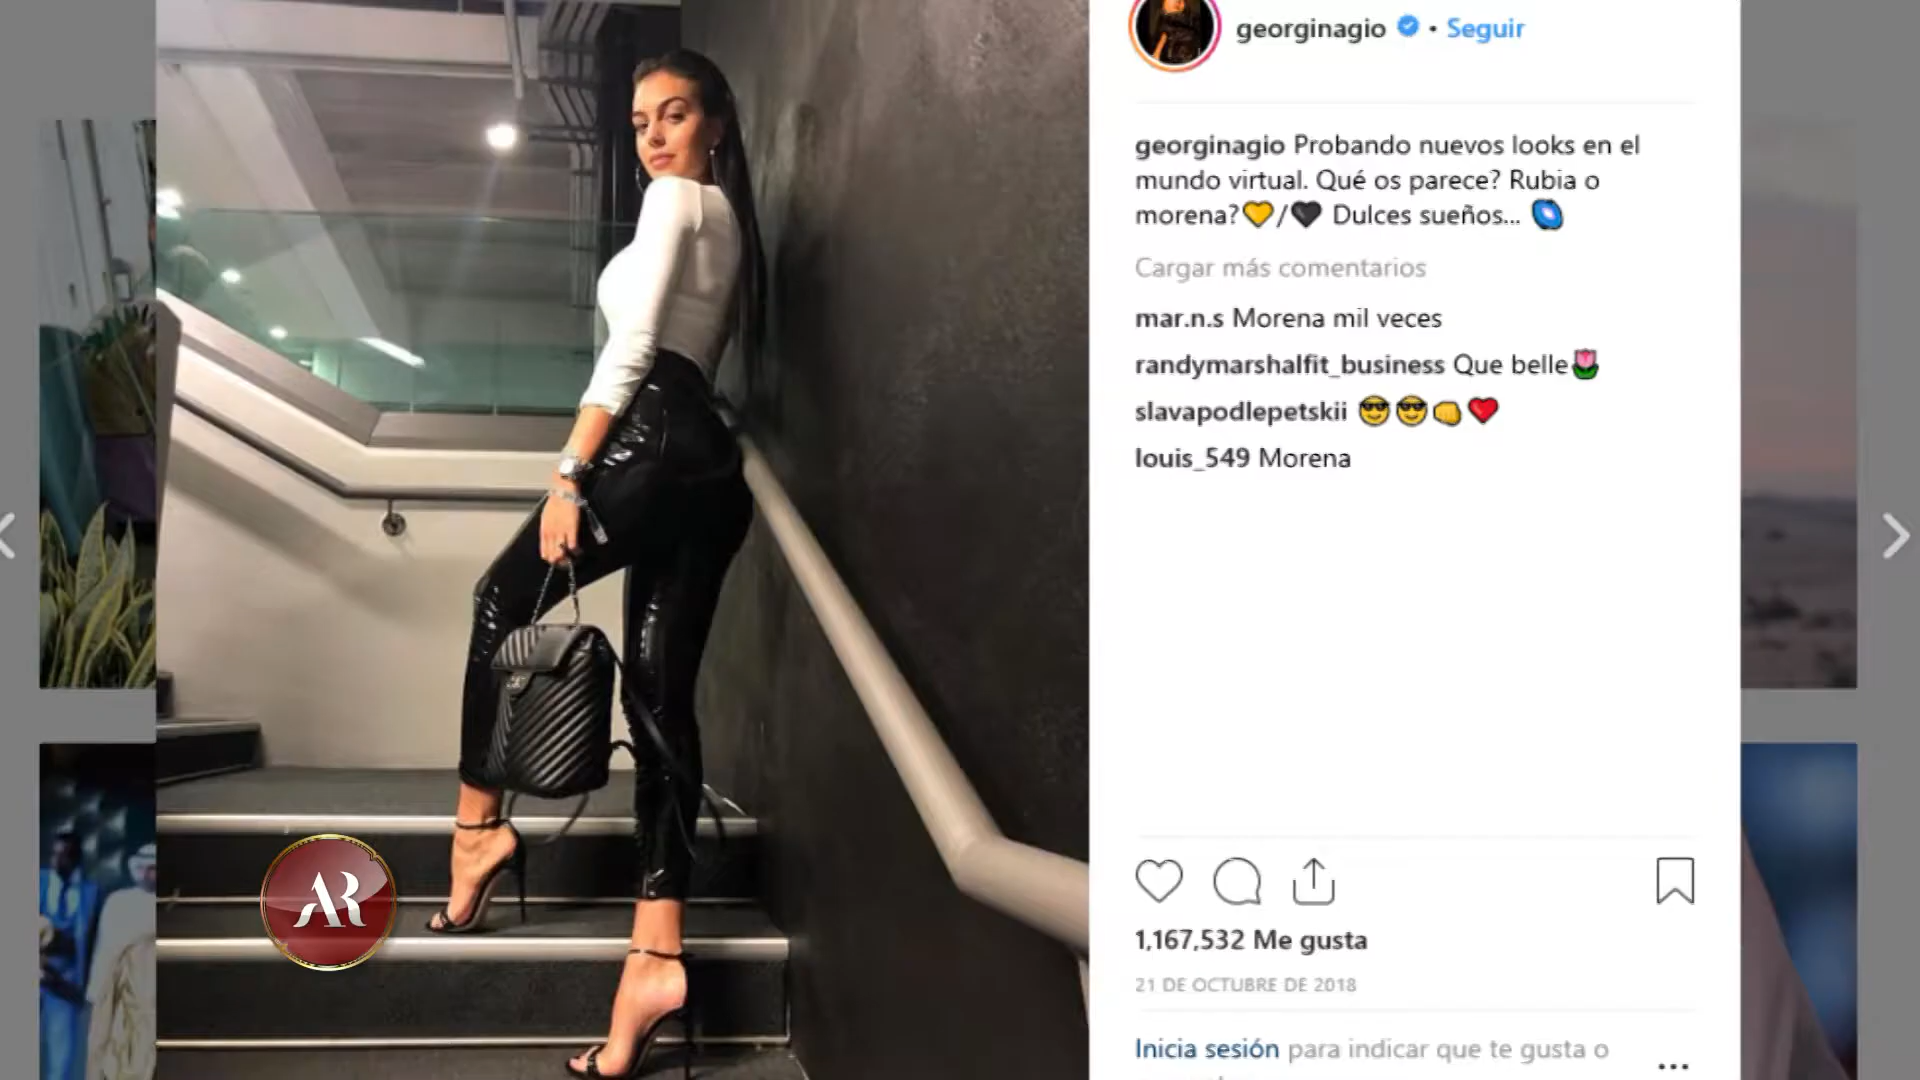 georginagio • Seguir
georginagio Probando nuevos looks en el
mundo virtual. Qué os parece? Rubia o
morena?💛/🖤 Dulces sueños... 🌀
Cargar más comentarios
mar.n.s Morena mil veces
randymarshalfit_business Que belle🌷
slavapodlepetskii 😎😎👊❤️
louis_549 Morena
AR
1,167,532 Me gusta
21 DE OCTUBRE DE 2018
Inicia sesión para indicar que te gusta o